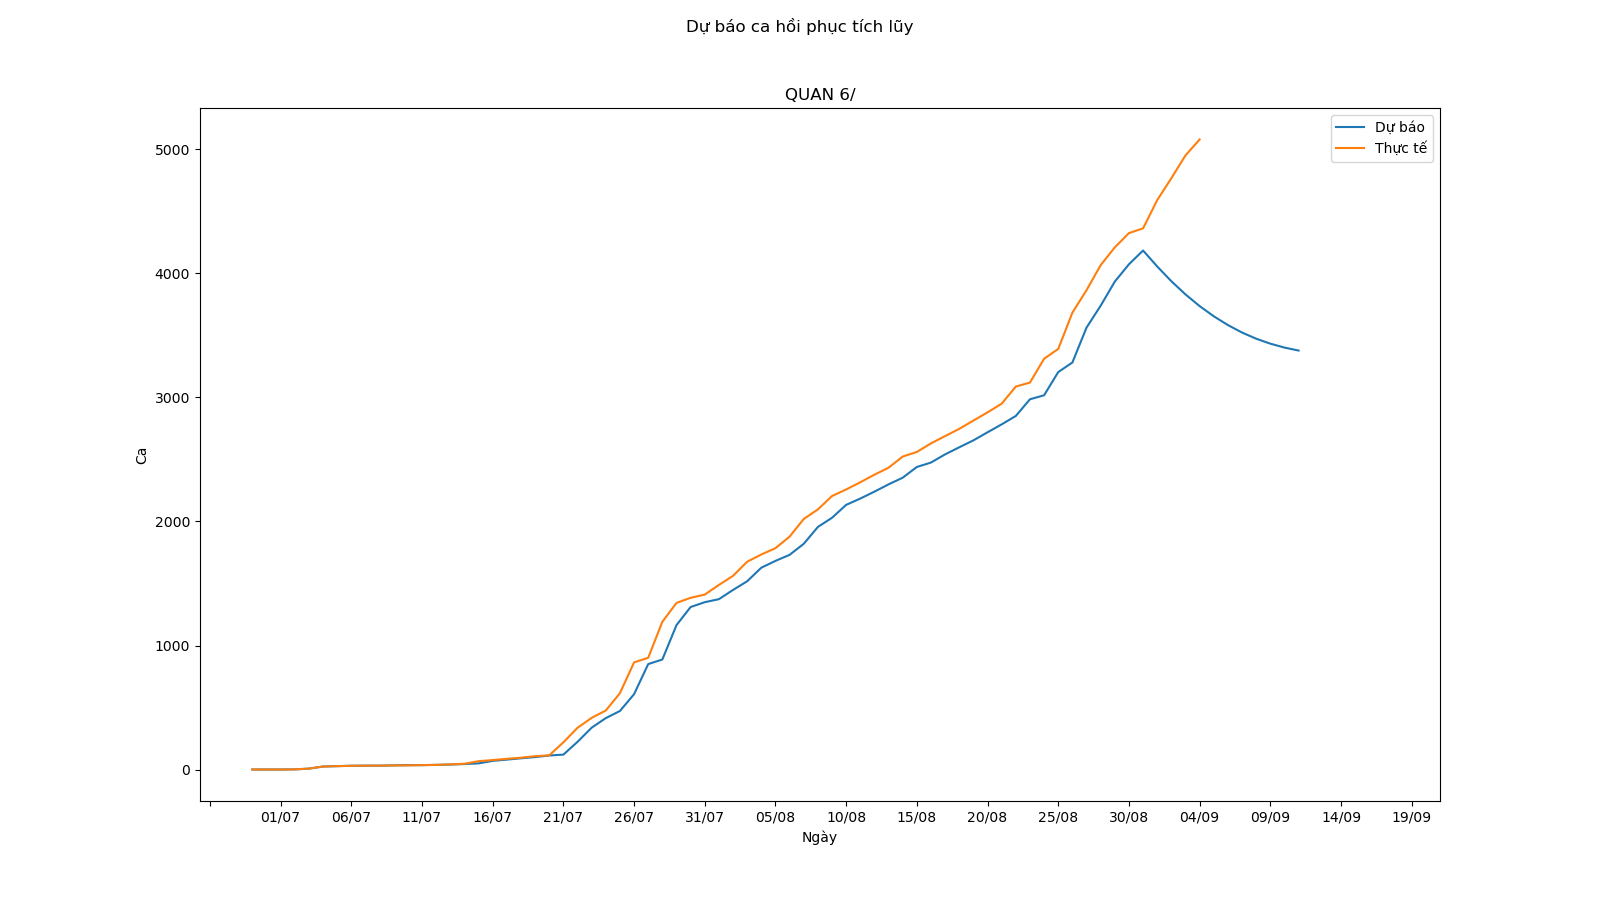 Dự báo ca hồi phục tích lũy
QUAN 6/
Dự báo
Thực tế
5000
4000
3000
2000
1000
0
Ca
01/07 06/07 11/07 16/07 21/07 26/07 31/07 05/08 10/08 15/08 20/08 25/08 30/08 04/09 09/09 14/09 19/09
Ngày